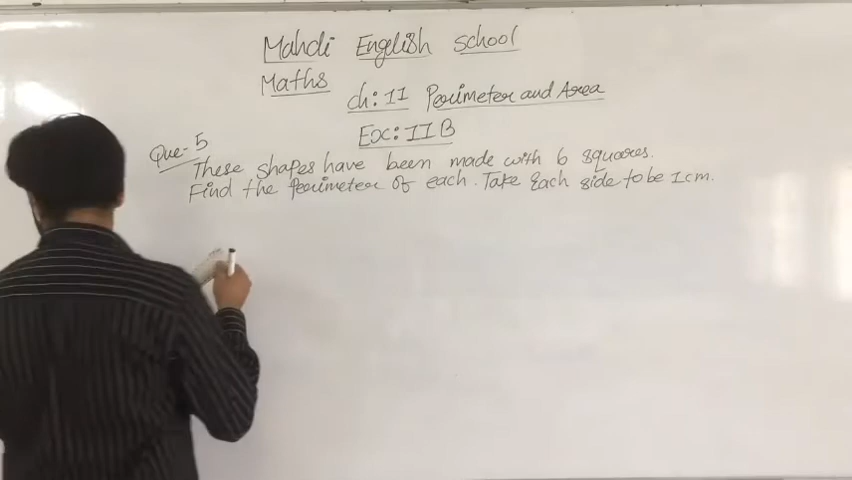 Mahdi English school
Maths
ch: 11 Perimeter and Area
Ex: 11 B
Que- 5
These shapes have been made with 6 squares.
Find the perimeter of each. Take each side to be 1cm.